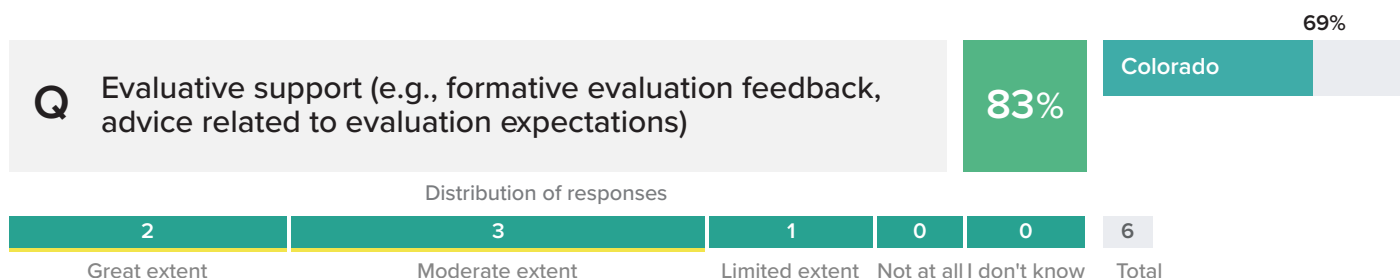 69%
Q Evaluative support (e.g., formative evaluation feedback,
advice related to evaluation expectations)
83%
Colorado
Distribution of responses
2 3 1 0 0 6
Great extent Moderate extent Limited extent Not at all I don't know Total